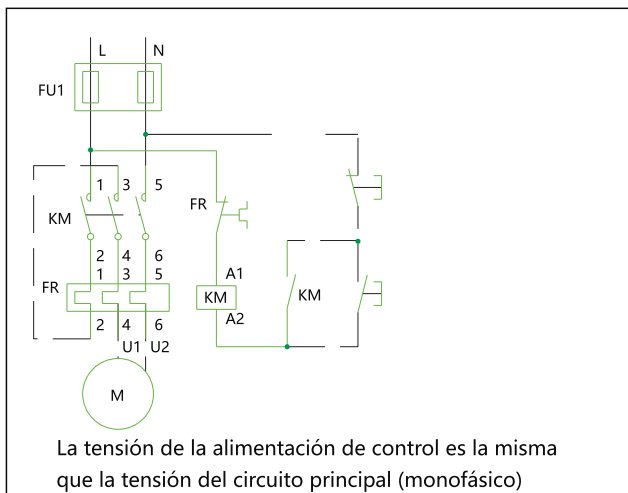 L N
FU1
1 3 5
KM
FR
2 4 6
1 3 5
FR
A1
KM
A2
KM
2 4 6
U1 U2
M
La tensión de la alimentación de control es la misma
que la tensión del circuito principal (monofásico)